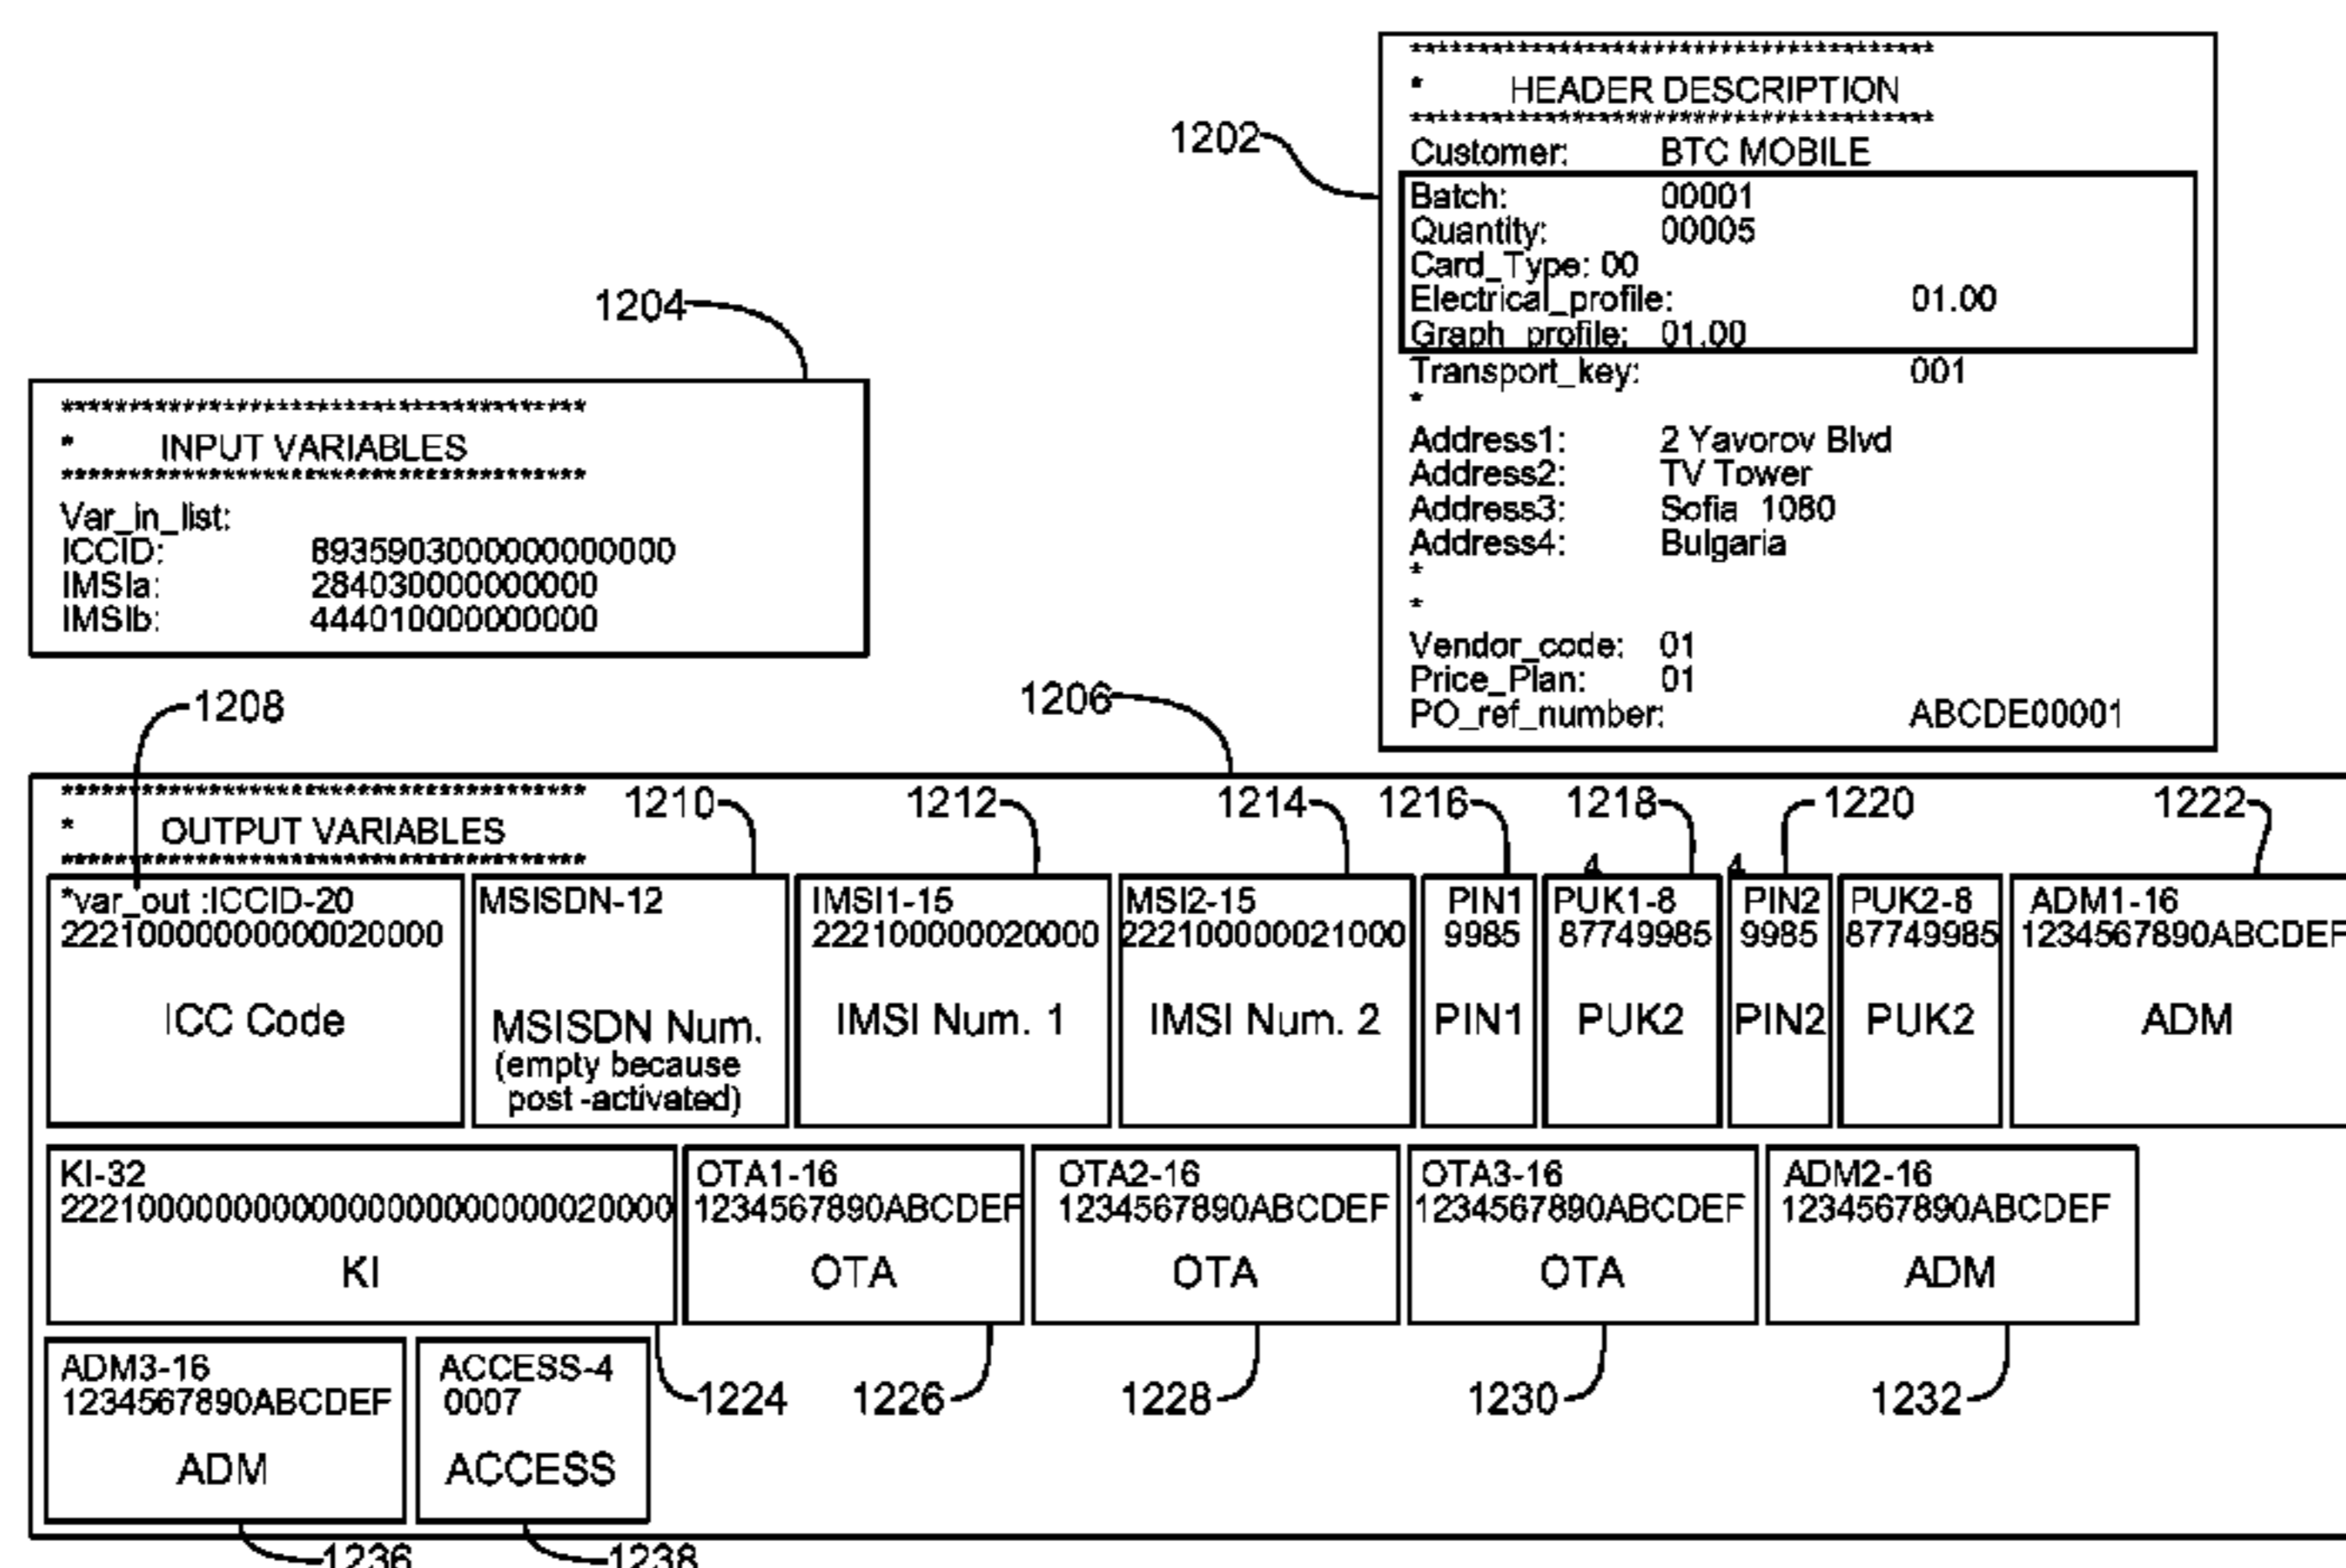 ***************************************
* HEADER DESCRIPTION
***************************************
1202
Customer: BTC MOBILE
Batch: 00001
Quantity: 00005
Card_Type: 00
Electrical_profile: 01.00
Graph_profile: 01.00
Transport_key: 001
*
Address1: 2 Yavorov Blvd
Address2: TV Tower
Address3: Sofia 1080
Address4: Bulgaria
*
*
Vendor_code: 01
Price_Plan: 01
PO_ref_number: ABCDE00001
1204
***************************************
* INPUT VARIABLES
***************************************
Var_in_list:
ICCID: 8935903000000000000
IMSIa: 284030000000000
IMSIb: 444010000000000
1208 1206
***************************************
* OUTPUT VARIABLES
***************************************
1210 1212 1214 1216 1218 1220 1222
4 4
*var_out :ICCID-20 MSISDN-12 IMSI1-15 MSI2-15 PIN1 PUK1-8 PIN2 PUK2-8 ADM1-16
22210000000000020000 222100000020000 222100000021000 9985 87749985 9985 87749985 1234567890ABCDEF
ICC Code MSISDN Num. IMSI Num. 1 IMSI Num. 2 PIN1 PUK2 PIN2 PUK2 ADM
(empty because
post -activated)
KI-32 OTA1-16 OTA2-16 OTA3-16 ADM2-16
22210000000000000000000000020000 1234567890ABCDEF 1234567890ABCDEF 1234567890ABCDEF 1234567890ABCDEF
KI OTA OTA OTA ADM
ADM3-16 ACCESS-4
1234567890ABCDEF 0007
1224 1226 1228 1230 1232
ADM ACCESS
1236 1238